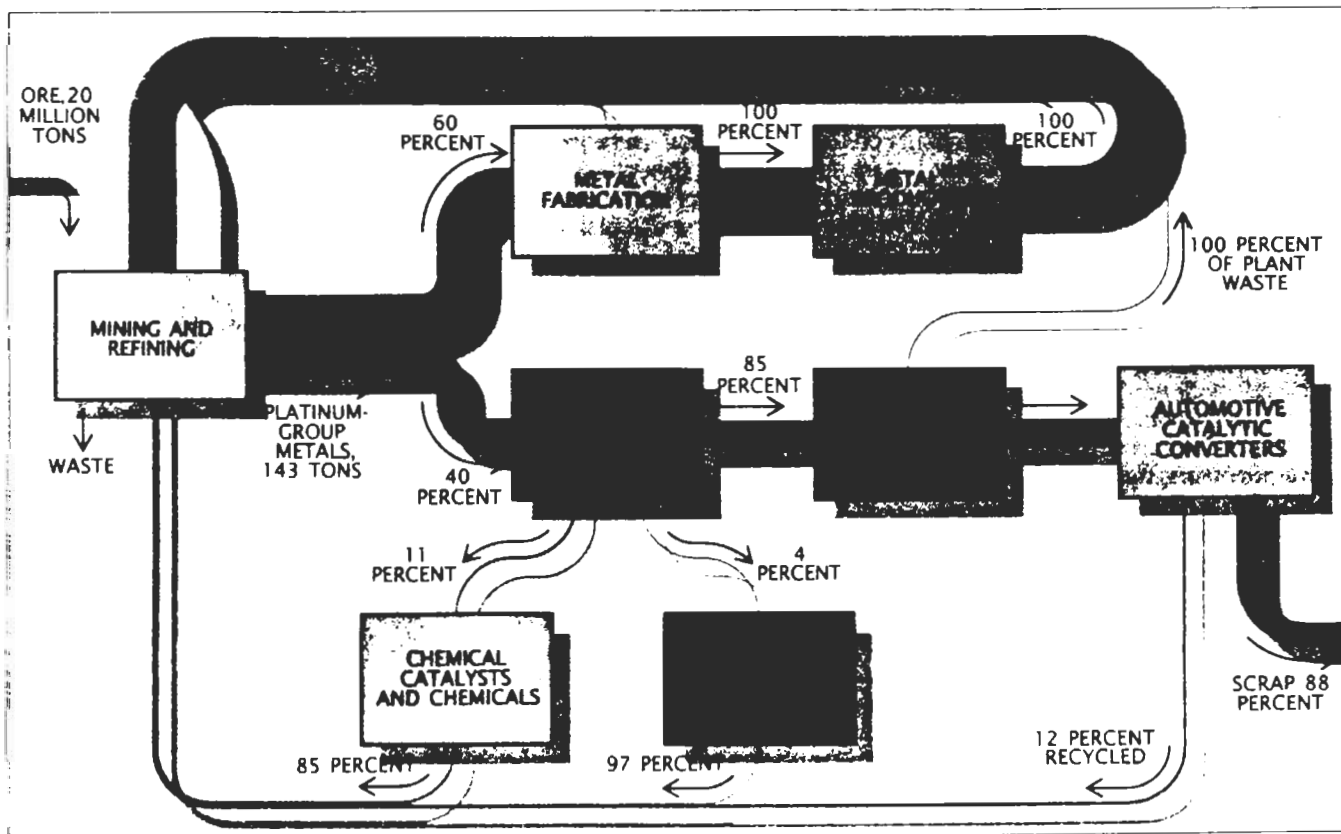 ORE, 20
MILLION
TONS
60
PERCENT
100
PERCENT
100
PERCENT
METAL
FABRICATION
METAL
100 PERCENT
OF PLANT
WASTE
MINING AND
REFINING
85
PERCENT
PLATINUM-
GROUP
METALS,
143 TONS
AUTOMOTIVE
CATALYTIC
CONVERTERS
WASTE
40
PERCENT
11
PERCENT
4
PERCENT
CHEMICAL
CATALYSTS
AND CHEMICALS
SCRAP 88
PERCENT
12 PERCENT
RECYCLED
85 PERCENT
97 PERCENT